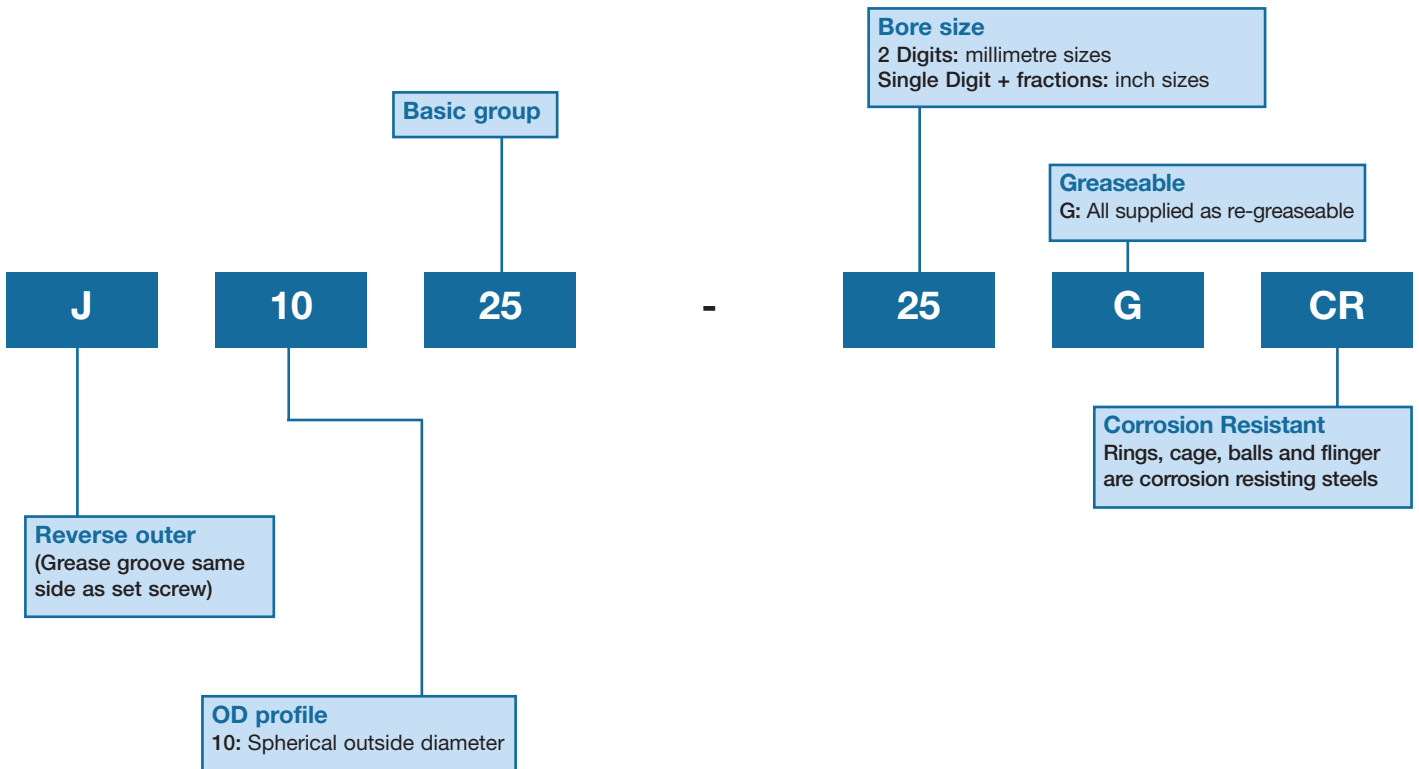 Bore size
2 Digits: millimetre sizes
Single Digit + fractions: inch sizes
Basic group
Greaseable
G: All supplied as re-greaseable
J 10 25 - 25 G CR
Corrosion Resistant
Rings, cage, balls and flinger
are corrosion resisting steels
Reverse outer
(Grease groove same
side as set screw)
OD profile
10: Spherical outside diameter